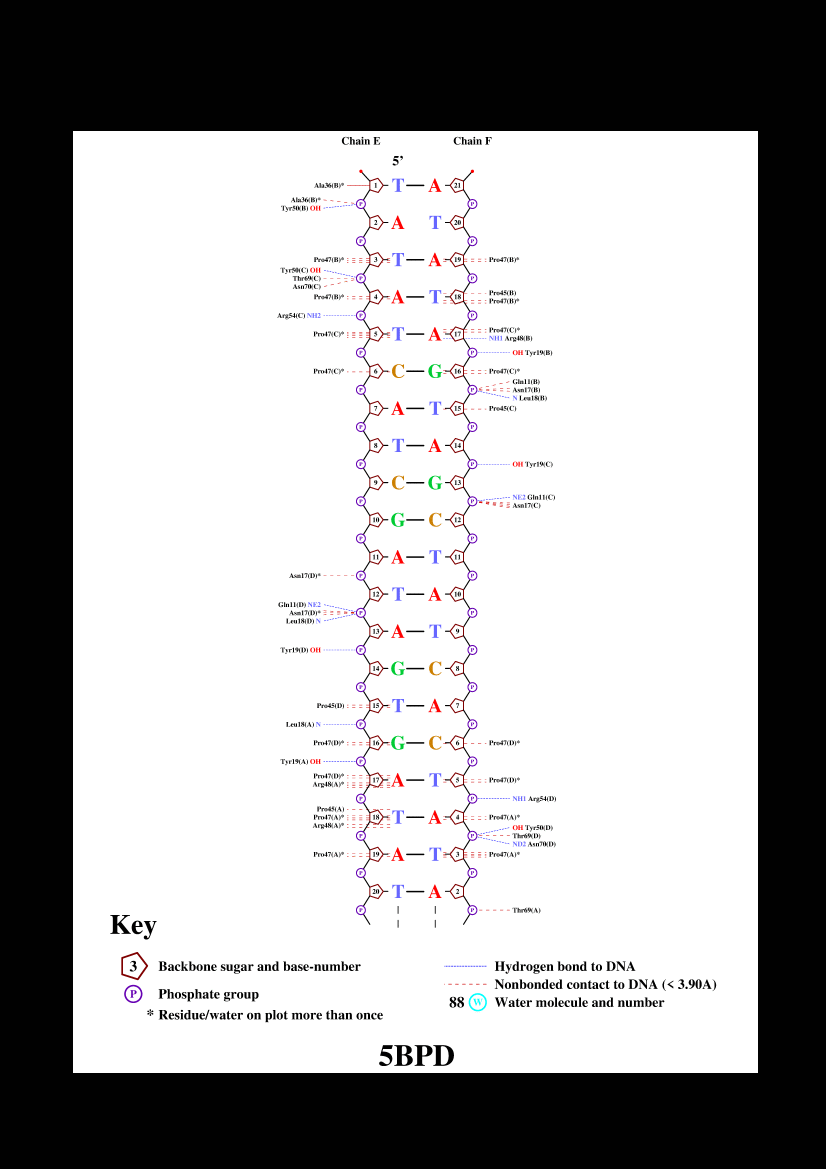 Chain E Chain F
5'
Ala36(B)* 1 T A 21
Ala36(B)* P P
Tyr50(B) OH
2 A T 20
P P
Pro47(B)* 3 T A 19 Pro47(B)*
Tyr50(C) OH
Thr69(C) P P
Asn70(C)
Pro45(B)
Pro47(B)* 4 A T 18 Pro47(B)*
Arg54(C) NH2 P P
Pro47(C)*
Pro47(C)* 5 T A 17 NH1 Arg48(B)
P P OH Tyr19(B)
Pro47(C)* 6 C G 16 Pro47(C)*
Gln11(B)
P P Asn17(B)
N Leu18(B)
7 A T 15 Pro45(C)
P P
8 T A 14
P P OH Tyr19(C)
9 C G 13
NE2 Gln11(C)
P P Asn17(C)
10 G C 12
P P
11 A T 11
Asn17(D)* P P
12 T A 10
Gln11(D) NE2
Asn17(D)* P P
Leu18(D) N
13 A T 9
Tyr19(D) OH P P
14 G C 8
P P
Pro45(D) 15 T A 7
Leu18(A) N P P
Pro47(D)* 16 G C 6 Pro47(D)*
Tyr19(A) OH P P
Pro47(D)* 17 A T 5 Pro47(D)*
Arg48(A)*
P P NH1 Arg54(D)
Pro45(A)
Pro47(A)* 18 T A 4 Pro47(A)*
Arg48(A)*
OH Tyr50(D)
P P Thr69(D)
ND2 Asn70(D)
Pro47(A)* 19 A T 3 Pro47(A)*
P P
20 T A 2
P P Thr69(A)
Key
3 Backbone sugar and base-number
P Phosphate group
* Residue/water on plot more than once
Hydrogen bond to DNA
Nonbonded contact to DNA (< 3.90A)
88 W Water molecule and number
5BPD